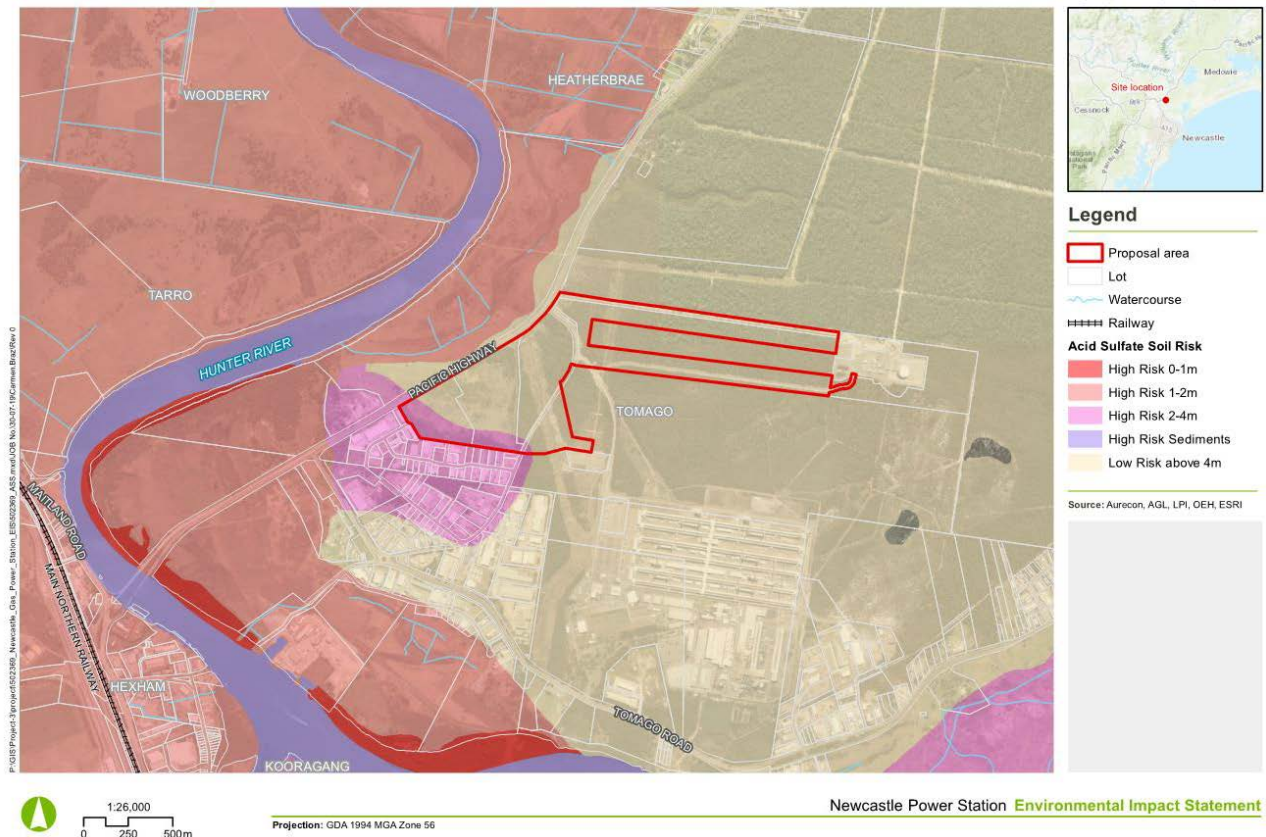 WOODBERRY
HEATHERBRAE
TARRO
HUNTER RIVER
PACIFIC HIGHWAY
TOMAGO
MAITLAND ROAD
MAIN NORTHERN RAILWAY
HEXHAM
TOMAGO ROAD
KOORAGANG
Medowie
Site location
Cessnock
Newcastle
Legend
Proposal area
Lot
Watercourse
Railway
Acid Sulfate Soil Risk
High Risk 0-1m
High Risk 1-2m
High Risk 2-4m
High Risk Sediments
Low Risk above 4m
Source: Aurecon, AGL, LPI, OEH, ESRI
1:26,000
0 250 500m
Projection: GDA 1994 MGA Zone 56
Newcastle Power Station Environmental Impact Statement